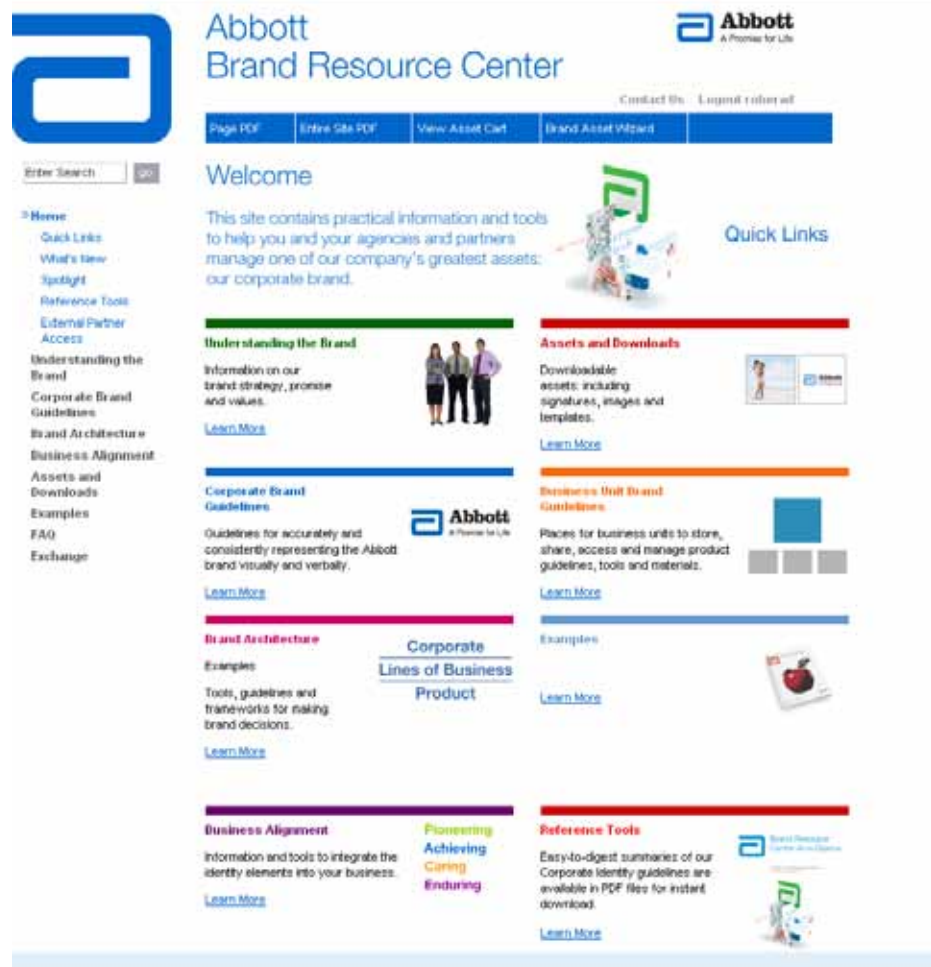 Abbott
Brand Resource Center
Abbott
A Promise for Life
Contact Us
Page PDF
Entire Site PDF
View Asset Cart
Brand Asset Wizard
Enter Search
go
Home
Quick Links
What's New
Spotlight
Reference Tools
External Partner
Access
Understanding the
Brand
Corporate Brand
Guidelines
Brand Architecture
Business Alignment
Assets and
Downloads
Examples
FAQ
Exchange
Welcome
This site contains practical information and tools
to help you and your agencies and partners
manage one of our company's greatest assets:
our corporate brand.
Quick Links
Understanding the Brand
Information on our
brand strategy, promise
and values.
Learn More
Assets and Downloads
Downloadable
assets: including
signatures, images and
templates.
Learn More
Corporate Brand
Guidelines
Guidelines for accurately and
consistently representing the Abbott
brand visually and verbally.
Learn More
Abbott
A Promise for Life
Business Unit Brand
Guidelines
Places for business units to store,
share, access and manage product
guidelines, tools and materials.
Learn More
Brand Architecture
Examples
Tools, guidelines and
frameworks for making
brand decisions.
Learn More
Corporate
Lines of Business
Product
Examples
Learn More
Business Alignment
Information and tools to integrate the
identity elements into your business.
Learn More
Pioneering
Achieving
Caring
Enduring
Reference Tools
Easy-to-digest summaries of our
Corporate Identity guidelines are
available in PDF files for instant
download.
Learn More
Brand Resource